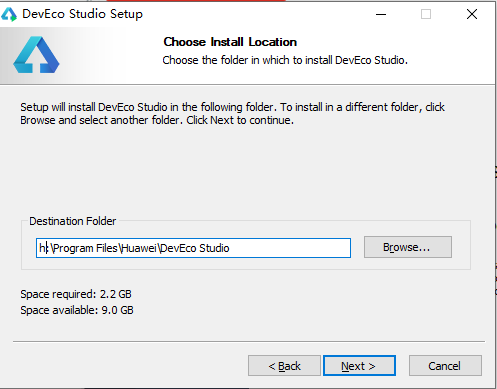 DevEco Studio Setup
Choose Install Location
Choose the folder in which to install DevEco Studio.
Setup will install DevEco Studio in the following folder. To install in a different folder, click
Browse and select another folder. Click Next to continue.
Destination Folder
h:\Program Files\Huawei\DevEco Studio
Browse...
Space required: 2.2 GB
Space available: 9.0 GB
< Back
Next >
Cancel